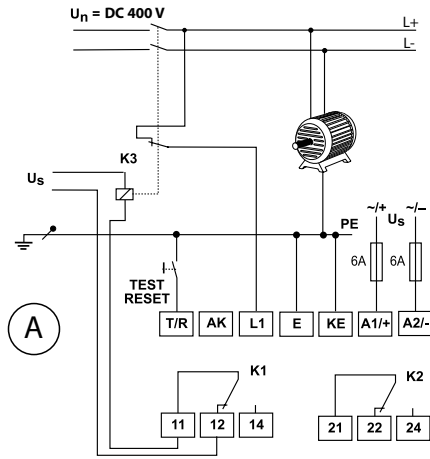 Un = DC 400 V
L+
L-
K3
Us
PE
~/+
~/–
Us
6A
6A
TEST
RESET
A
T/R
AK
L1
E
KE
A1/+
A2/-
K1
K2
11
12
14
21
22
24